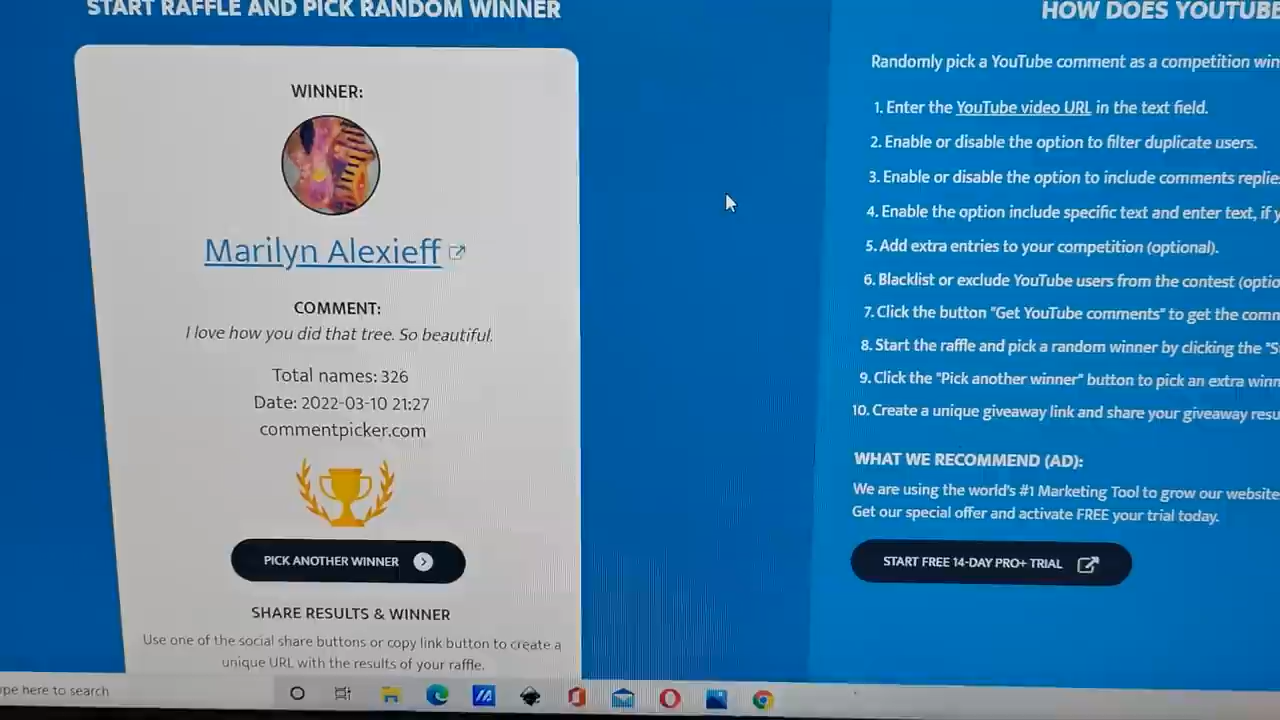 START RAFFLE AND PICK RANDOM WINNER
WINNER:
Marilyn Alexieff
COMMENT:
I love how you did that tree. So beautiful.
Total names: 326
Date: 2022-03-10 21:27
commentpicker.com
PICK ANOTHER WINNER
SHARE RESULTS & WINNER
Use one of the social share buttons or copy link button to create a
unique URL with the results of your raffle.
HOW DOES YOUTUBE
Randomly pick a YouTube comment as a competition
1. Enter the YouTube video URL in the text field.
2. Enable or disable the option to filter duplicate users.
3. Enable or disable the option to include comments
4. Enable the option include specific text and enter text, if
5. Add extra entries to your competition (optional).
6. Blacklist or exclude YouTube users from the contest
7. Click the button "Get YouTube comments" to get the
8. Start the raffle and pick a random winner by clicking the
9. Click the "Pick another winner" button to pick an extra
10. Create a unique giveaway link and share your giveaway
WHAT WE RECOMMEND (AD):
We are using the world's #1 Marketing Tool to grow our website
Get our special offer and activate FREE your trial today.
START FREE 14-DAY PRO+ TRIAL
here to search